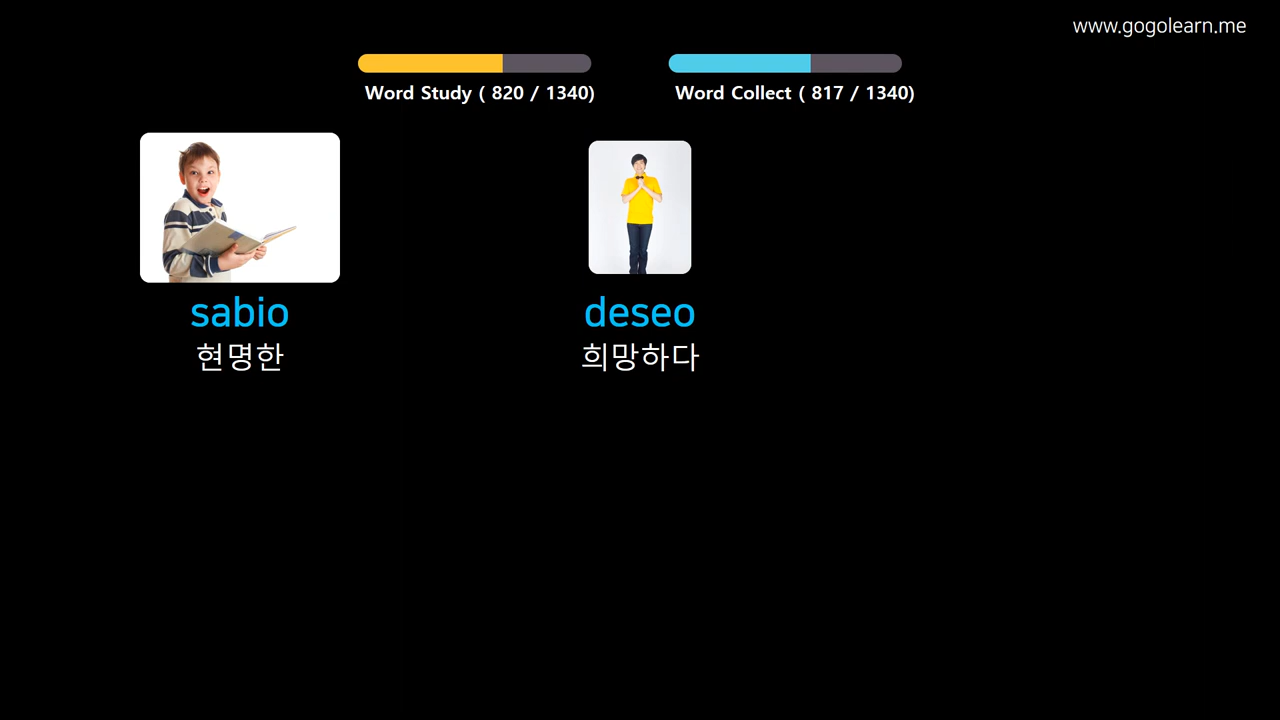 www.gogolearn.me
Word Study ( 820 / 1340)
Word Collect ( 817 / 1340)
sabio
현명한
deseo
희망하다